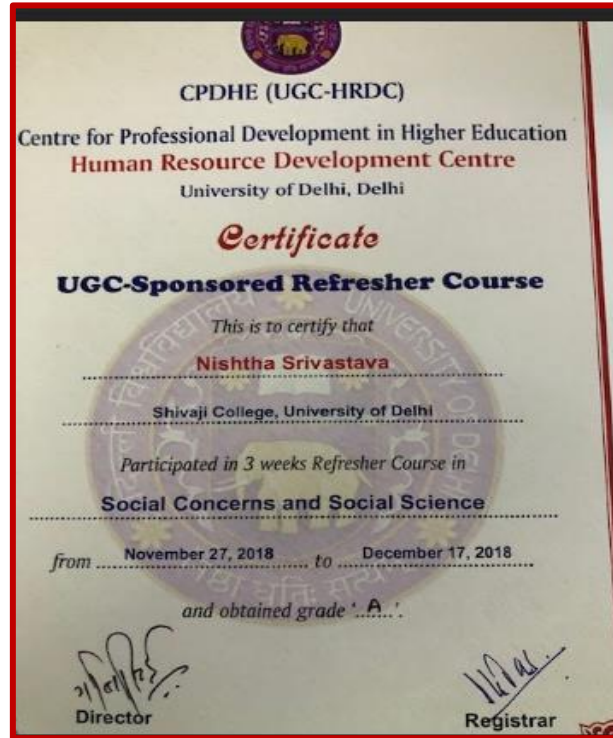 CPDHE (UGC-HRDC)
Centre for Professional Development in Higher Education
Human Resource Development Centre
University of Delhi, Delhi
Certificate
UGC-Sponsored Refresher Course
This is to certify that
Nishtha Srivastava
Shivaji College, University of Delhi
Participated in 3 weeks Refresher Course in
Social Concerns and Social Science
from November 27, 2018 to December 17, 2018
and obtained grade '..A..'.
Director
Registrar